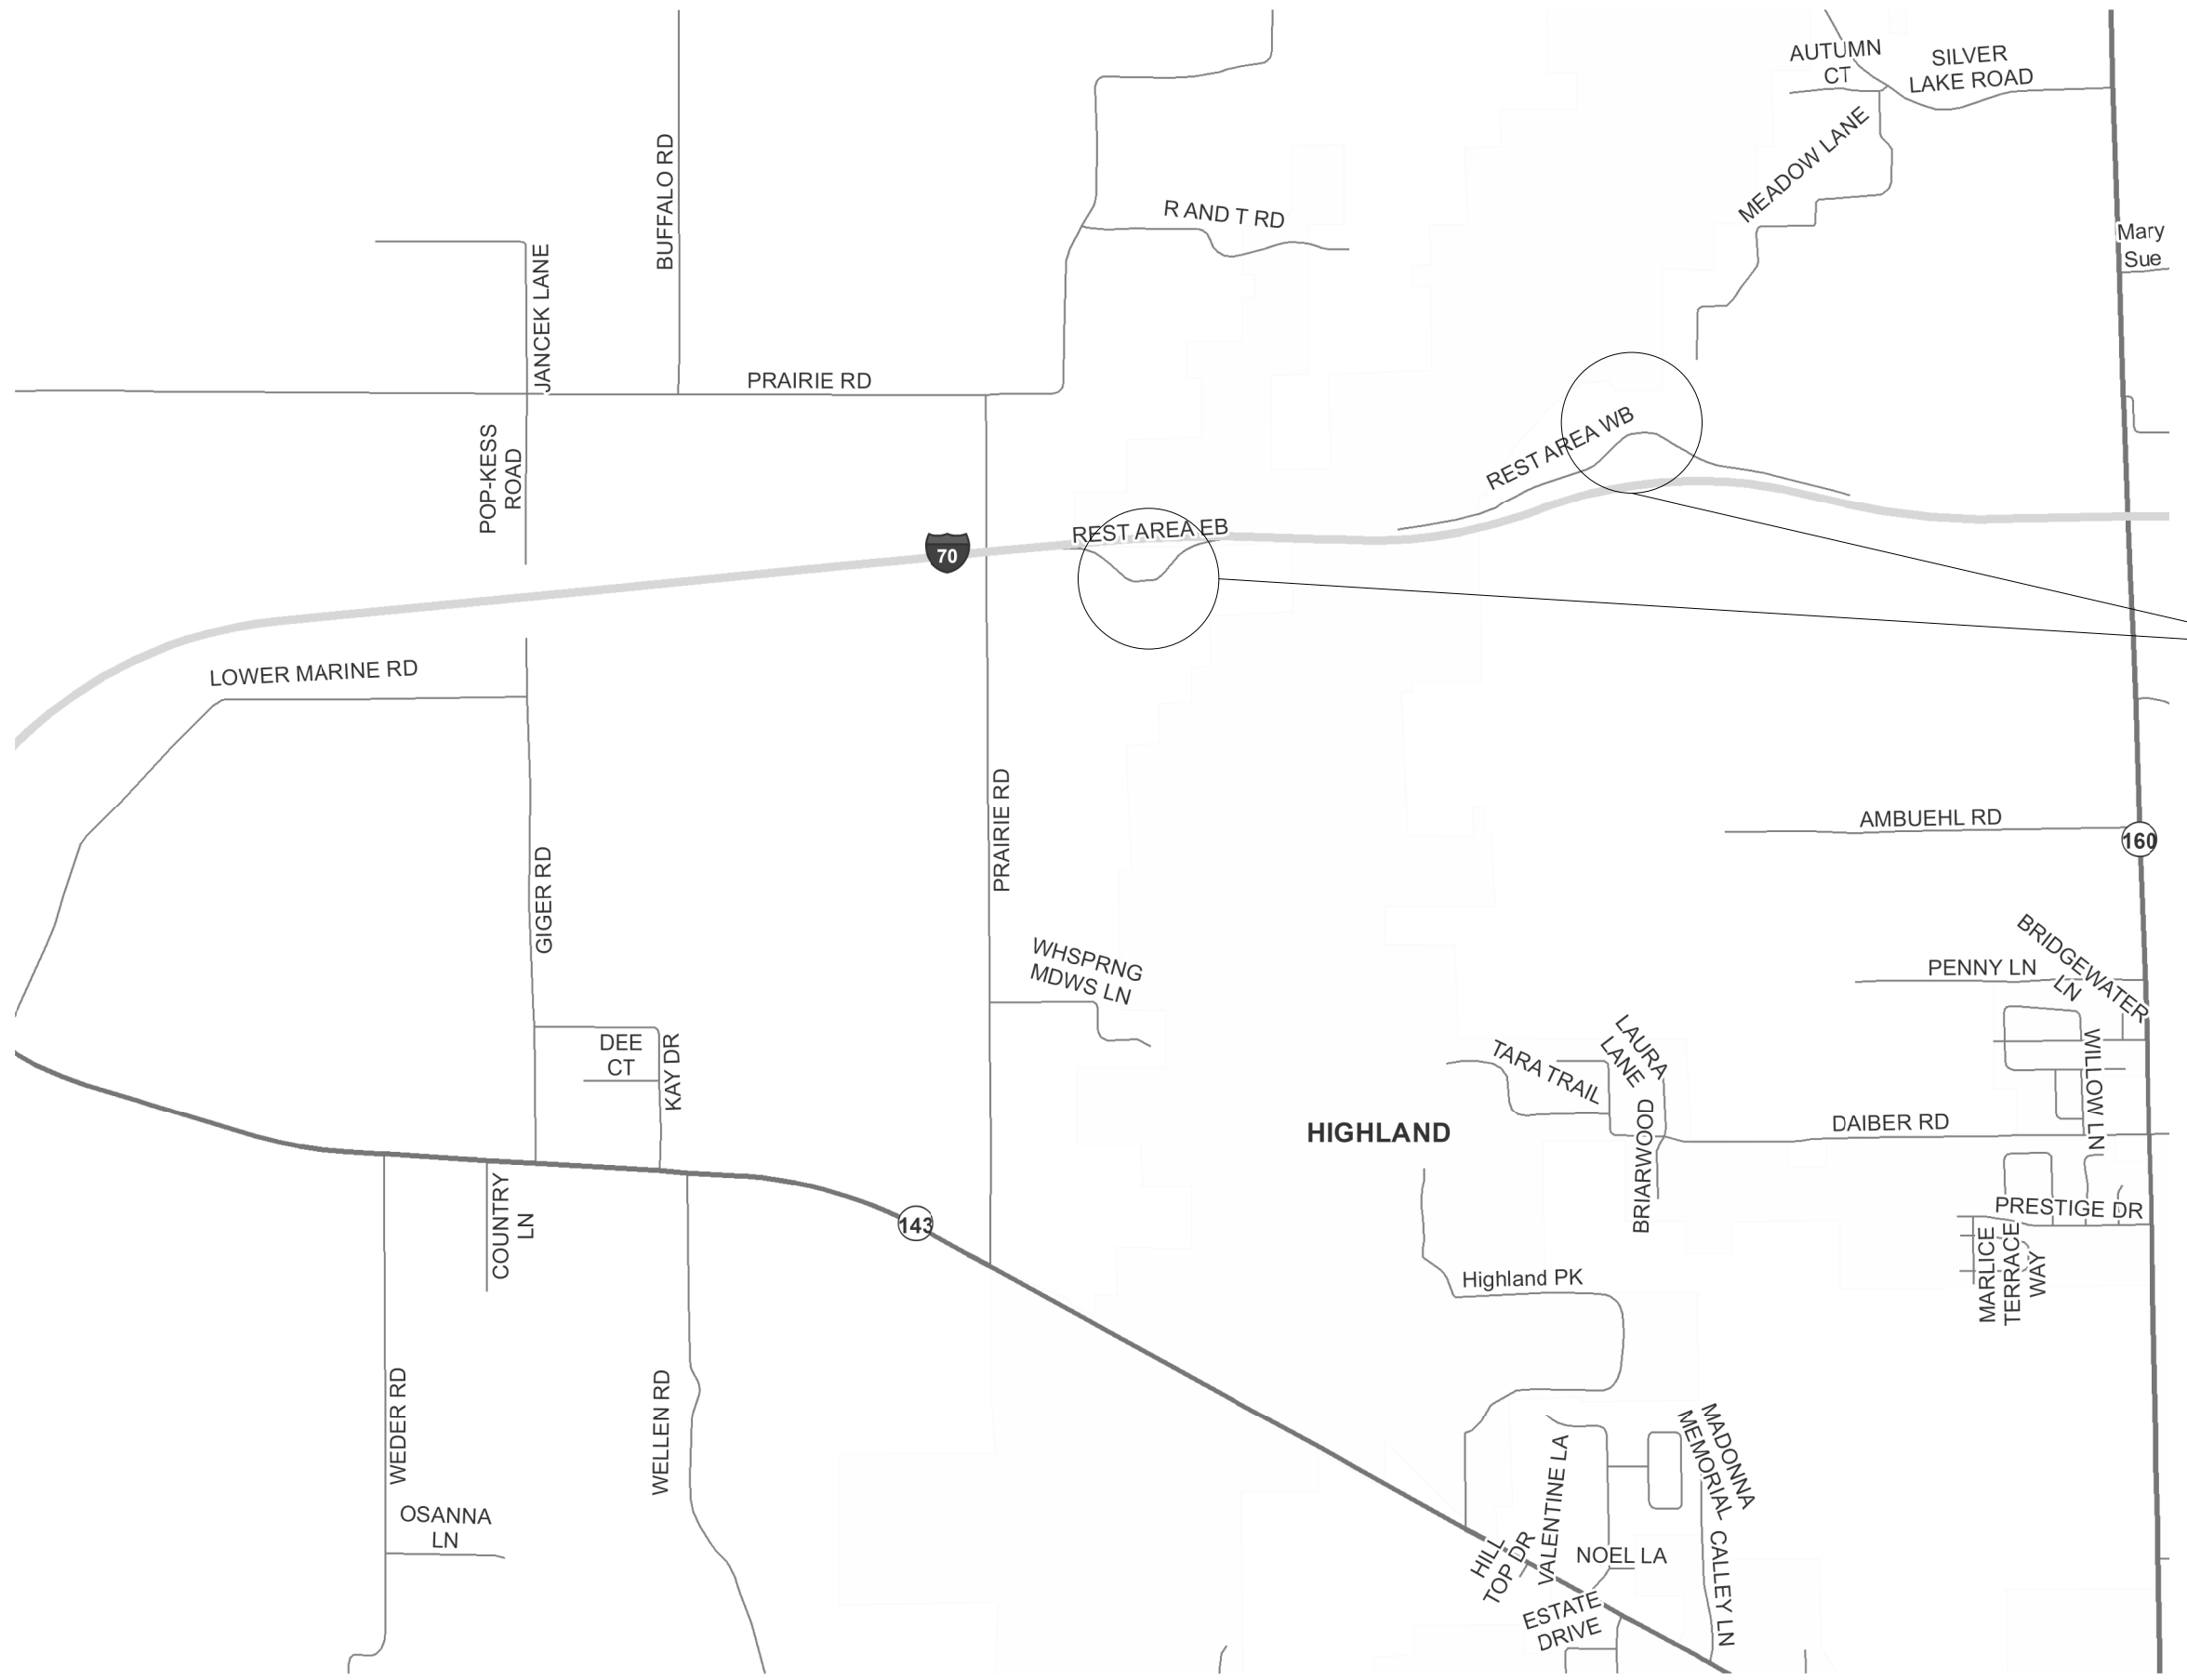 AUTUMN
CT
SILVER
LAKE ROAD
MEADOW LANE
BUFFALO RD
R AND T RD
Mary
Sue
JANCEK LANE
PRAIRIE RD
POP-KESS
ROAD
REST AREA WB
REST AREA EB
70
LOWER MARINE RD
PRAIRIE RD
AMBUEHL RD
160
GIGER RD
WHSPRNG
MDWS LN
BRIDGEWATER
LN
PENNY LN
DEE
CT
KAY DR
TARA TRAIL
LAURA
LANE
WILLOW LN
HIGHLAND
BRIARWOOD
DAIBER RD
COUNTRY
LN
143
PRESTIGE DR
MARLICE
TERRACE
WAY
Highland PK
WEDER RD
WELLEN RD
VALENTINE LA
MADONNA
MEMORIAL
OSANNA
LN
HILL
TOP DR
NOEL LA
CALLEY LN
ESTATE
DRIVE